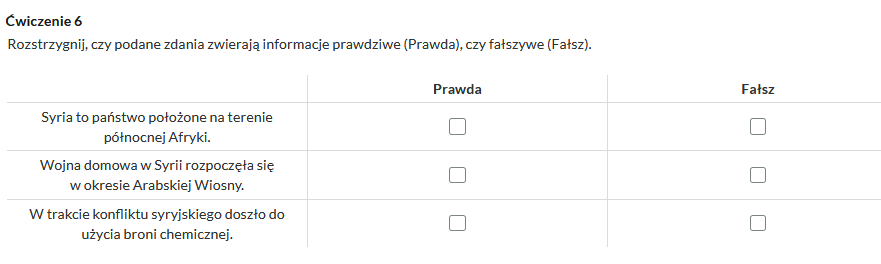 Ćwiczenie 6
Rozstrzygnij, czy podane zdania zwierają informacje prawdziwe (Prawda), czy fałszywe (Fałsz).
Prawda
Fałsz
Syria to państwo położone na terenie
północnej Afryki.
Wojna domowa w Syrii rozpoczęła się
w okresie Arabskiej Wiosny.
W trakcie konfliktu syryjskiego doszło do
użycia broni chemicznej.